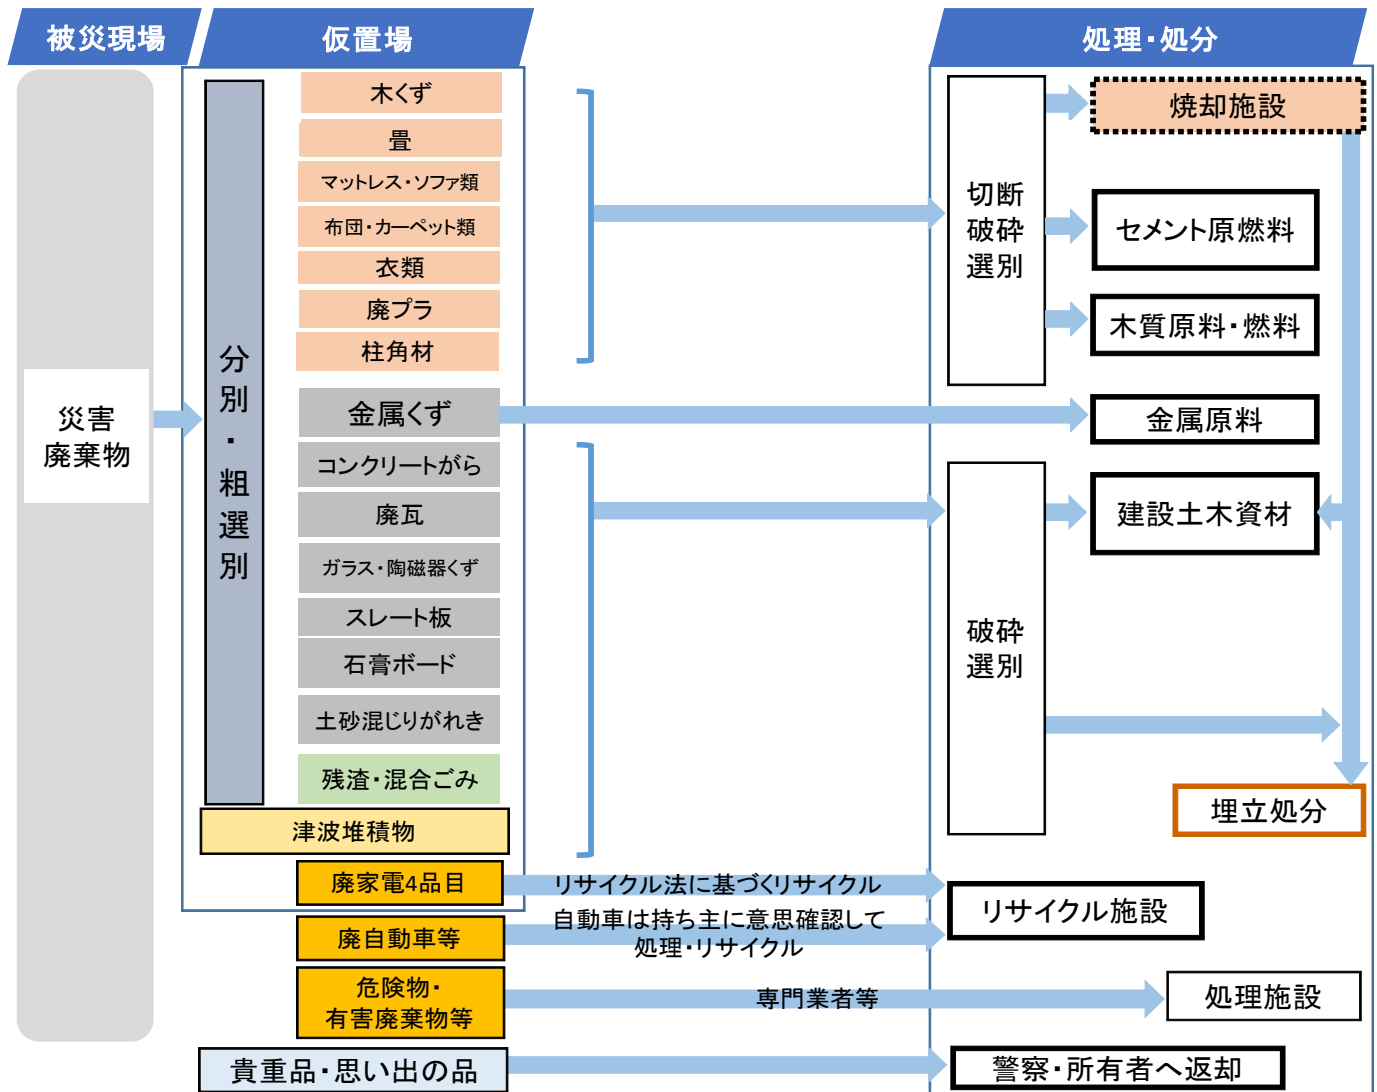 被災現場
仮置場
処理・処分
災害
廃棄物
分別・粗選別
木くず
畳
マットレス・ソファ類
布団・カーペット類
衣類
廃プラ
柱角材
金属くず
コンクリートがら
廃瓦
ガラス・陶磁器くず
スレート板
石膏ボード
土砂混じりがれき
残渣・混合ごみ
津波堆積物
廃家電4品目
廃自動車等
危険物・
有害廃棄物等
貴重品・思い出の品
リサイクル法に基づくリサイクル
自動車は持ち主に意思確認して
処理・リサイクル
専門業者等
切断
破砕
選別
破砕
選別
焼却施設
セメント原燃料
木質原料・燃料
金属原料
建設土木資材
埋立処分
リサイクル施設
処理施設
警察・所有者へ返却